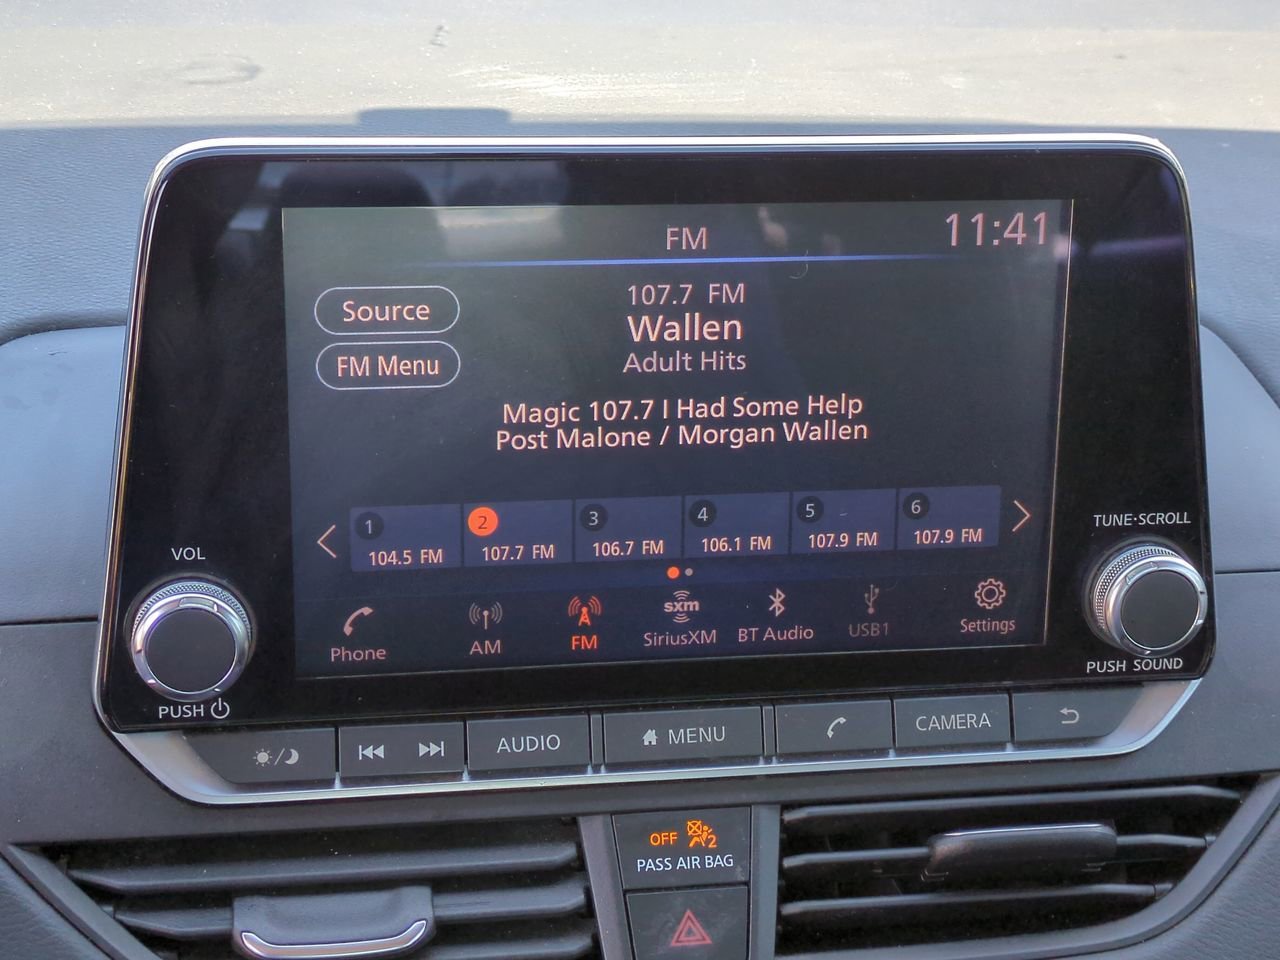 FM
11:41
Source
FM Menu
107.7 FM
Wallen
Adult Hits
Magic 107.7 I Had Some Help
Post Malone / Morgan Wallen
1
104.5 FM
2
107.7 FM
3
106.7 FM
4
106.1 FM
5
107.9 FM
6
107.9 FM
Phone
AM
FM
sxm
SiriusXM
BT Audio
USB1
Settings
VOL
PUSH
TUNE·SCROLL
PUSH SOUND
AUDIO
MENU
CAMERA
OFF
2
PASS AIR BAG